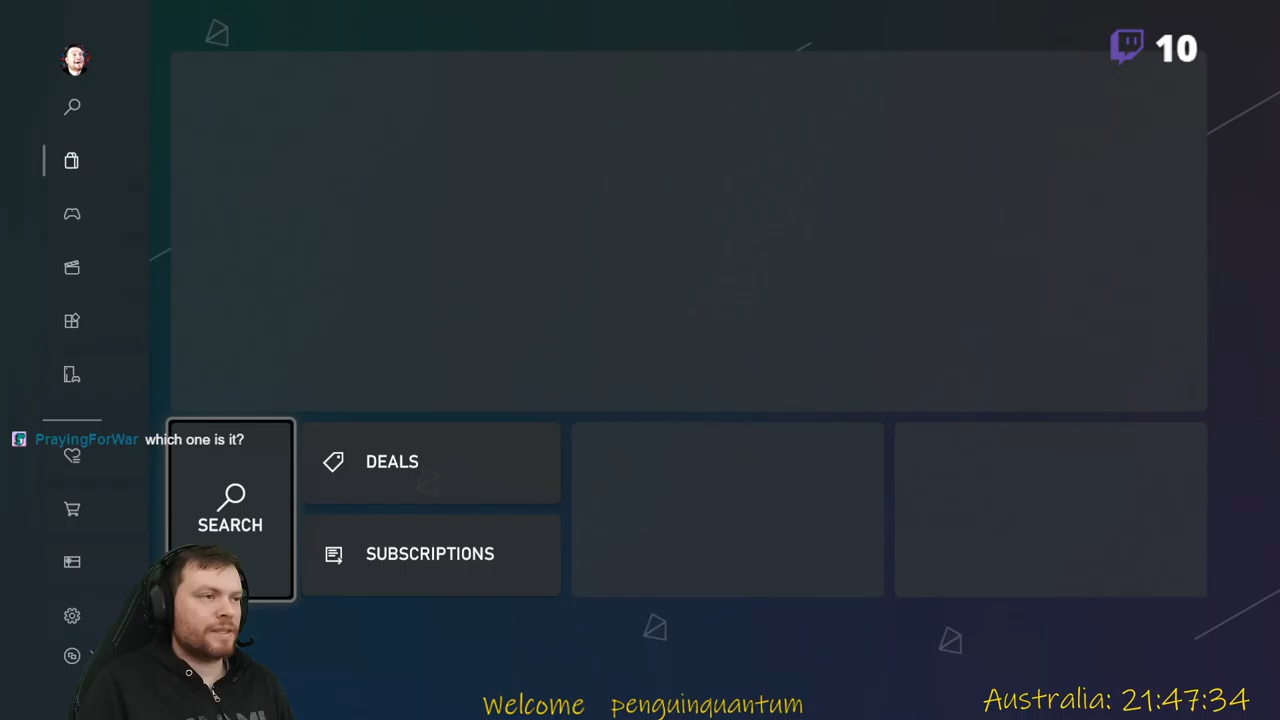 10
PrayingForWar which one is it?
DEALS
SEARCH
SUBSCRIPTIONS
Welcome penguinquantum
Australia: 21:47:34